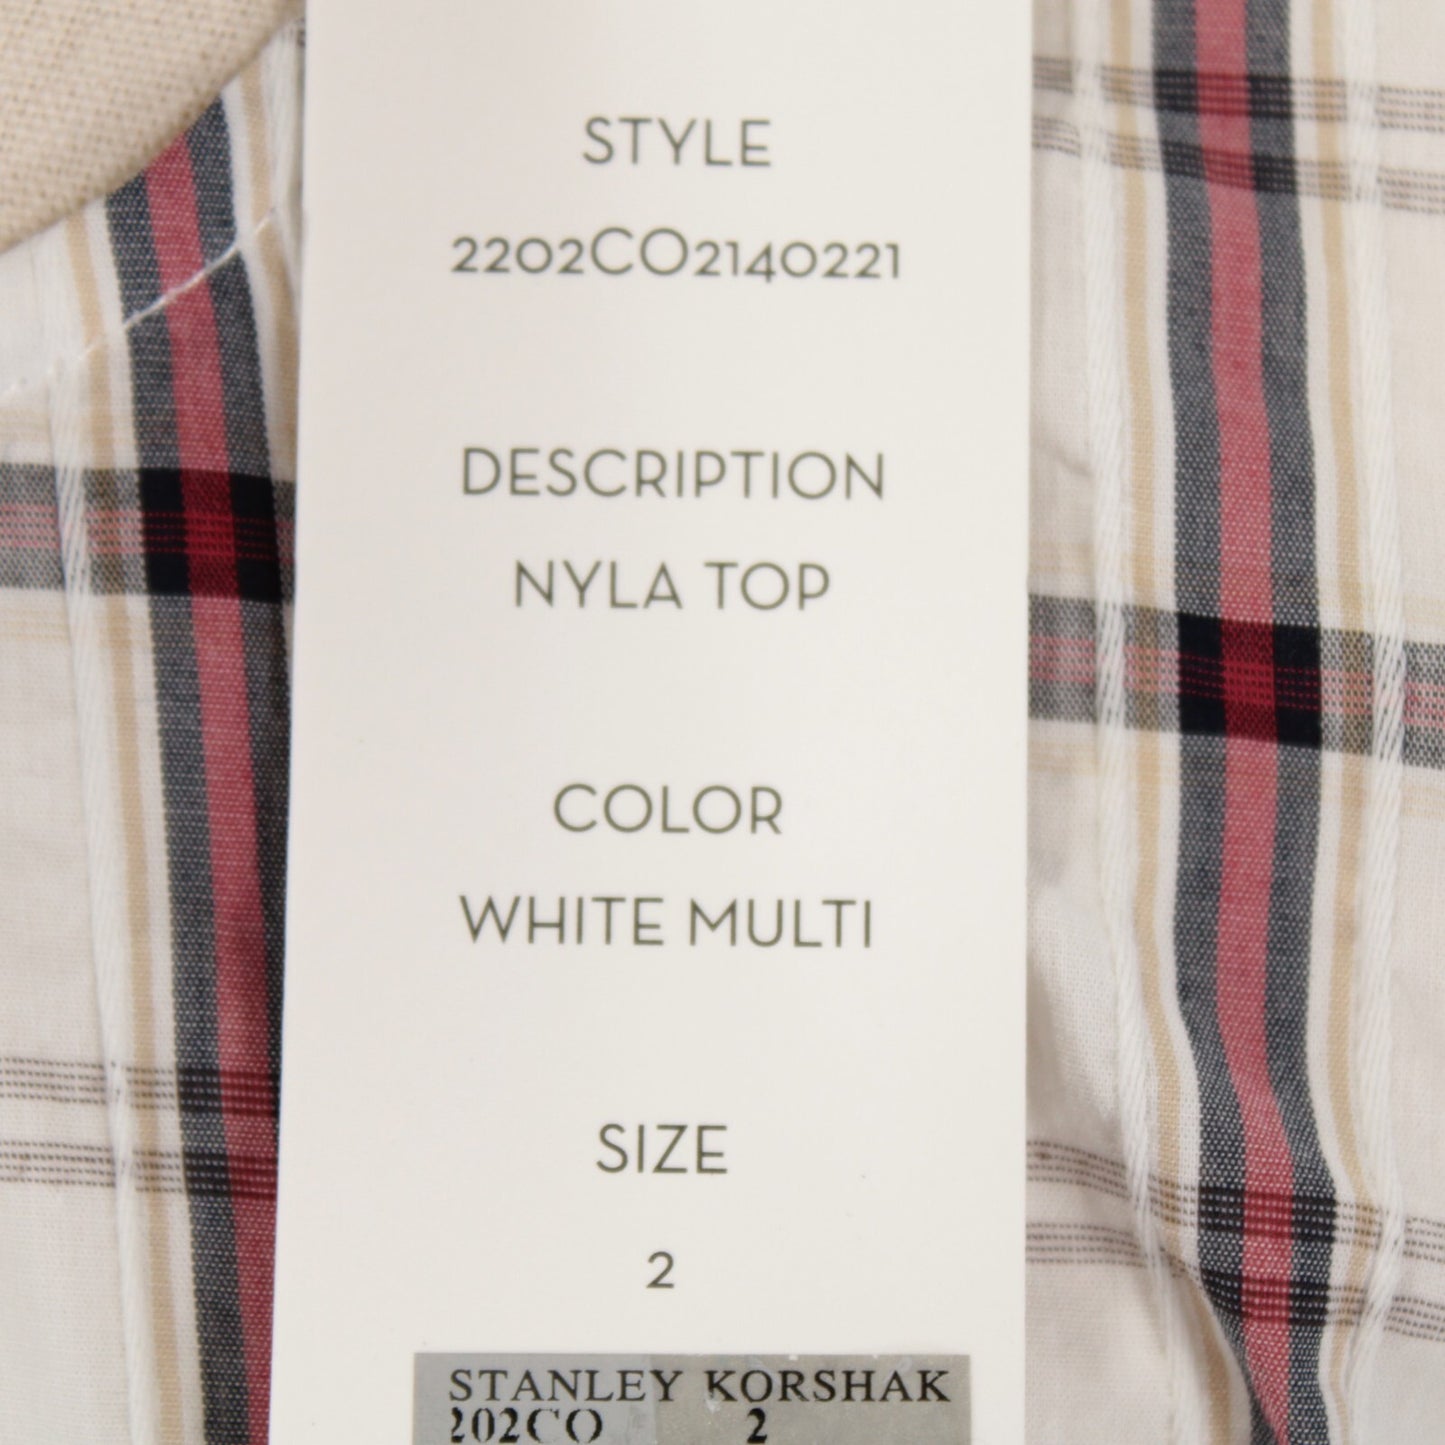 STYLE
2202CO2140221
DESCRIPTION
NYLA TOP
COLOR
WHITE MULTI
SIZE
2
STANLEY KORSHAK
202CO 2